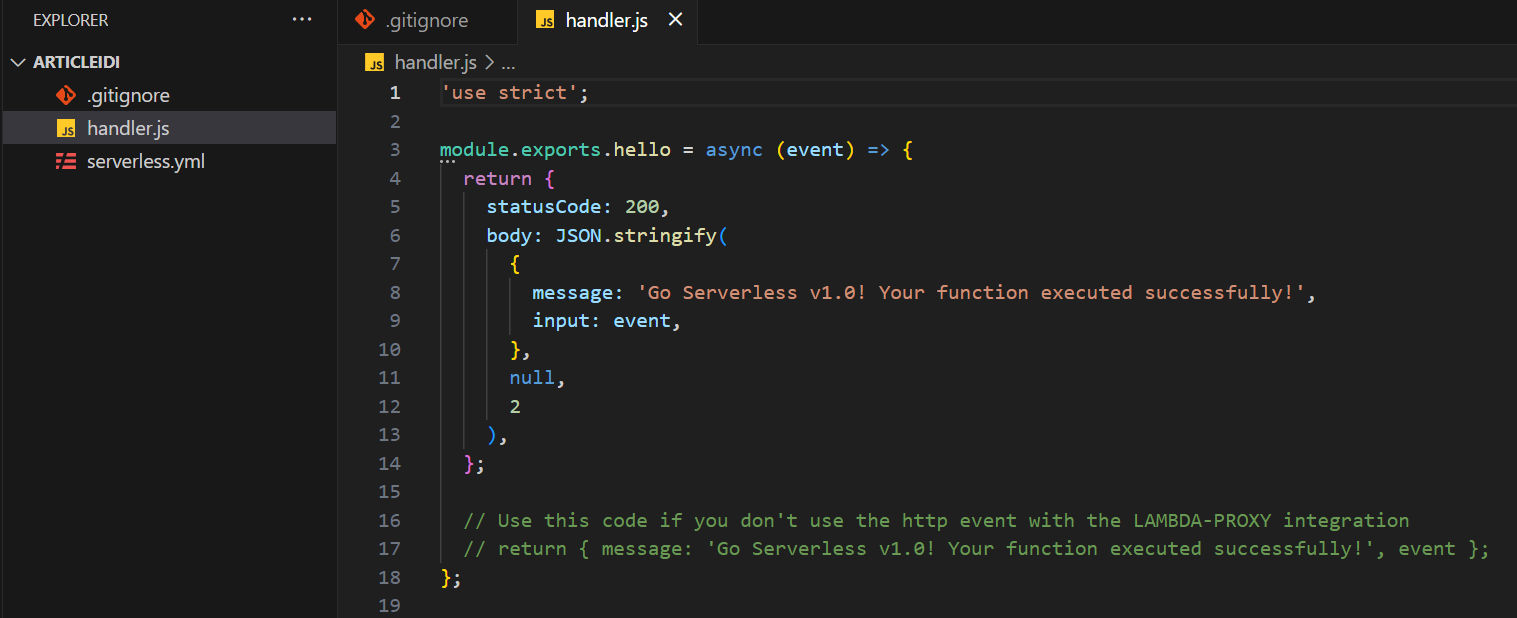 EXPLORER ...
ARTICLEIDI
.gitignore
JS handler.js
serverless.yml
.gitignore JS handler.js ×
JS handler.js > ...
1 'use strict';
2
3 module.exports.hello = async (event) => {
4   return {
5     statusCode: 200,
6     body: JSON.stringify(
7       {
8         message: 'Go Serverless v1.0! Your function executed successfully!',
9         input: event,
10       },
11       null,
12       2
13     ),
14   };
15
16   // Use this code if you don't use the http event with the LAMBDA-PROXY integration
17   // return { message: 'Go Serverless v1.0! Your function executed successfully!', event };
18 };
19